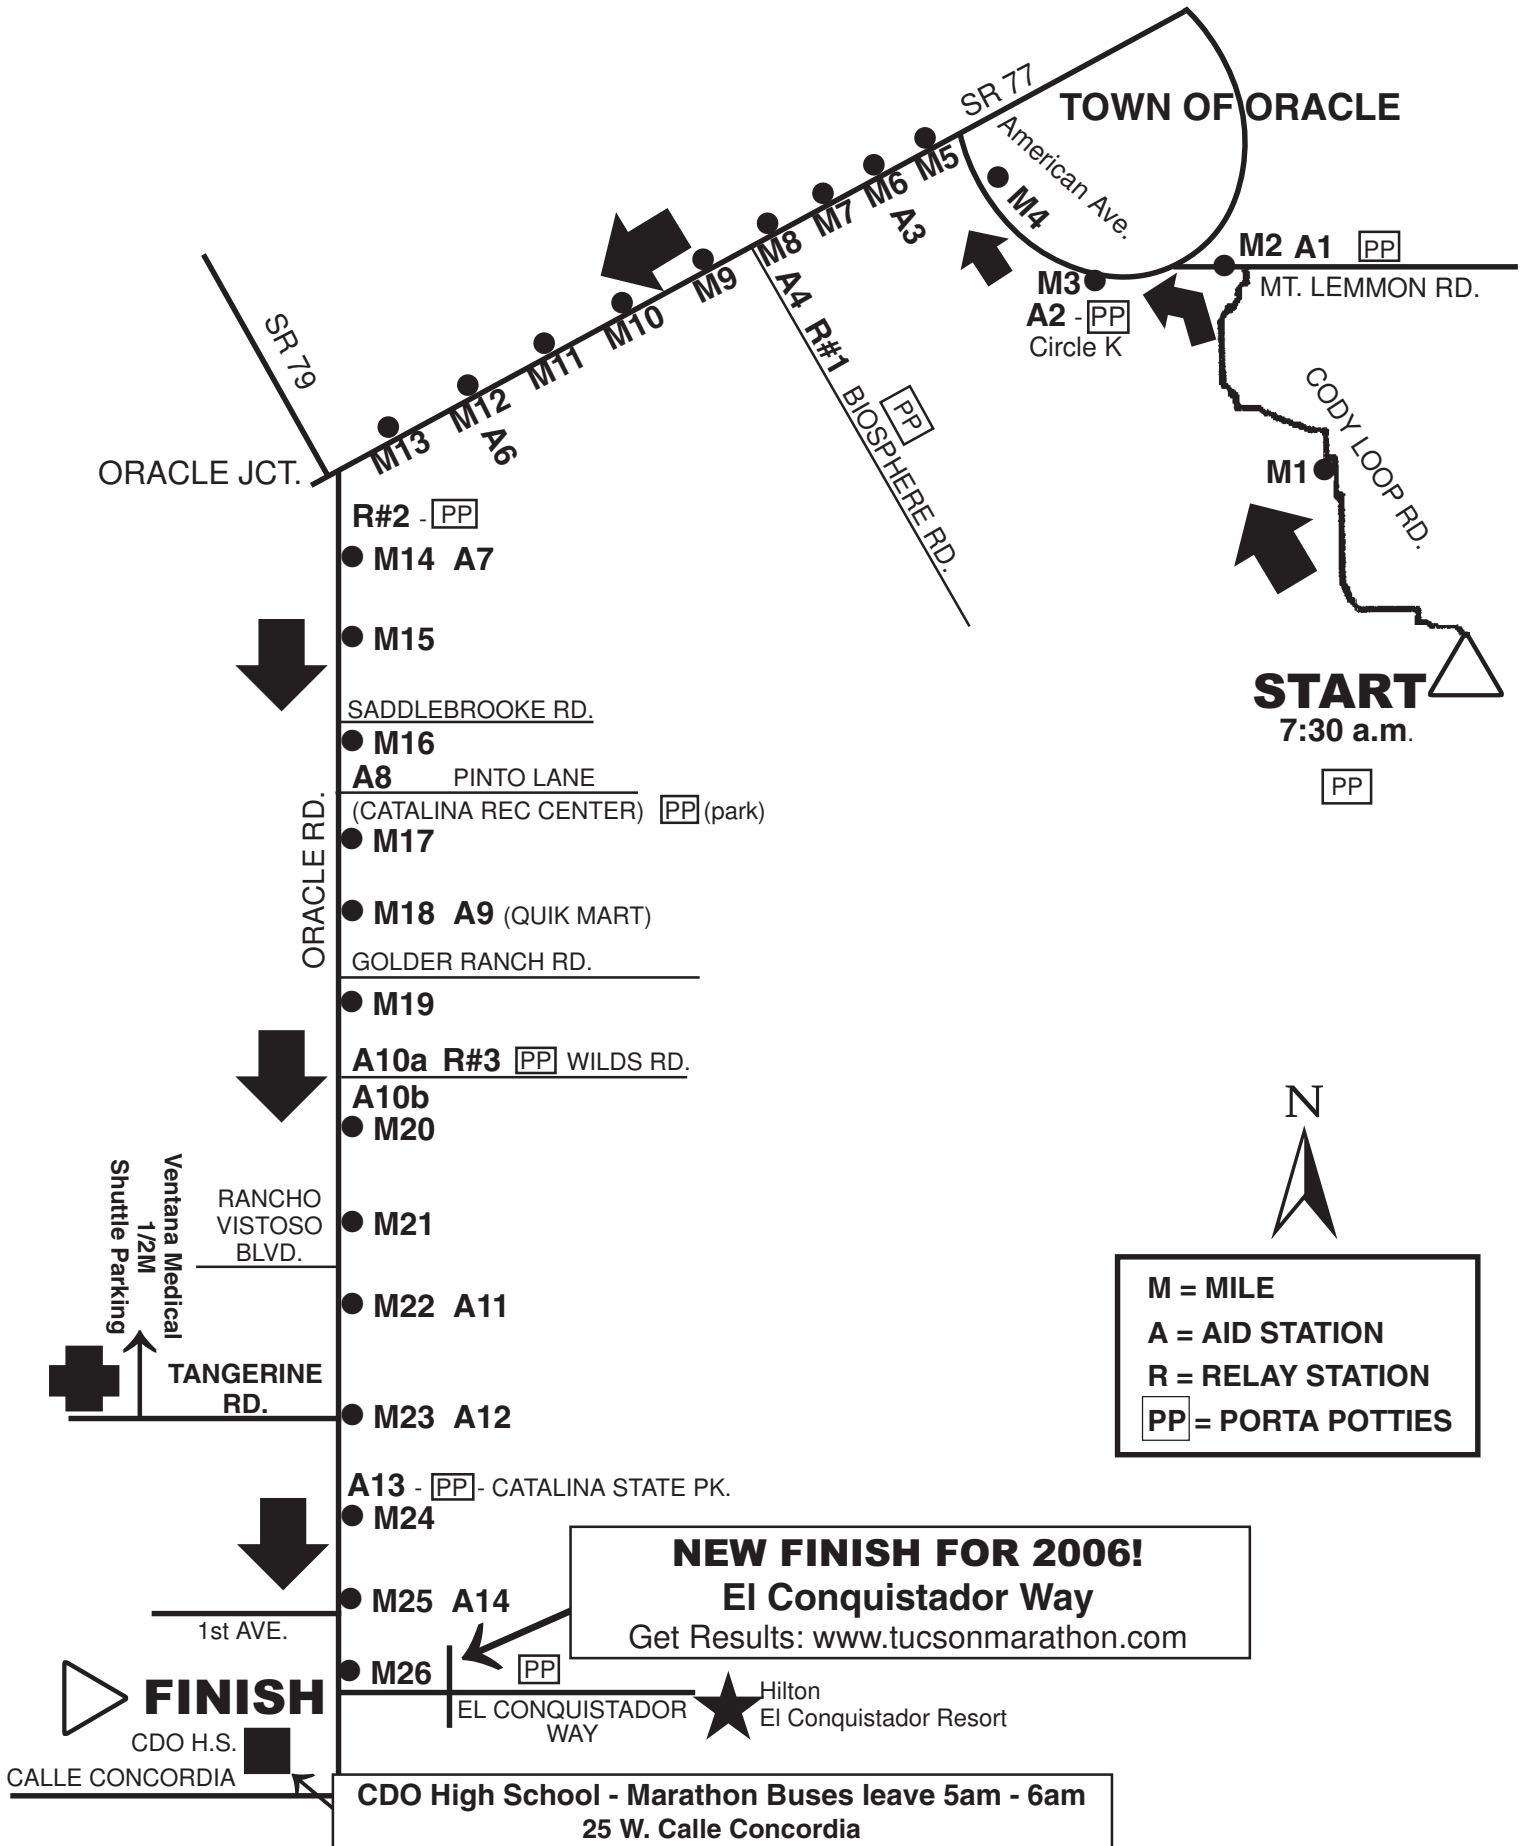 SR 77
TOWN OF ORACLE
American Ave.
M5
M6
A3
M7
M8
M9
M10
M11
M12
A6
M13
M4
M2 A1 PP
MT. LEMMON RD.
M3
A2 - PP
Circle K
A4 R#1 BIOSPHERE RD.
PP
SR 79
CODY LOOP RD.
M1
ORACLE JCT.
R#2 - PP
M14 A7
M15
START
7:30 a.m.
PP
SADDLEBROOKE RD.
M16
A8 PINTO LANE
(CATALINA REC CENTER) PP (park)
M17
ORACLE RD.
M18 A9 (QUIK MART)
GOLDER RANCH RD.
M19
A10a R#3 PP WILDS RD.
A10b
M20
N
Ventana Medical
1/2M
Shuttle Parking
RANCHO
VISTOSO
BLVD.
M21
M22 A11
TANGERINE
RD.
M23 A12
M = MILE
A = AID STATION
R = RELAY STATION
PP = PORTA POTTIES
A13 - PP - CATALINA STATE PK.
M24
NEW FINISH FOR 2006!
El Conquistador Way
Get Results: www.tucsonmarathon.com
M25 A14
1st AVE.
M26
PP
FINISH
EL CONQUISTADOR
WAY
Hilton
El Conquistador Resort
CDO H.S.
CALLE CONCORDIA
CDO High School - Marathon Buses leave 5am - 6am
25 W. Calle Concordia